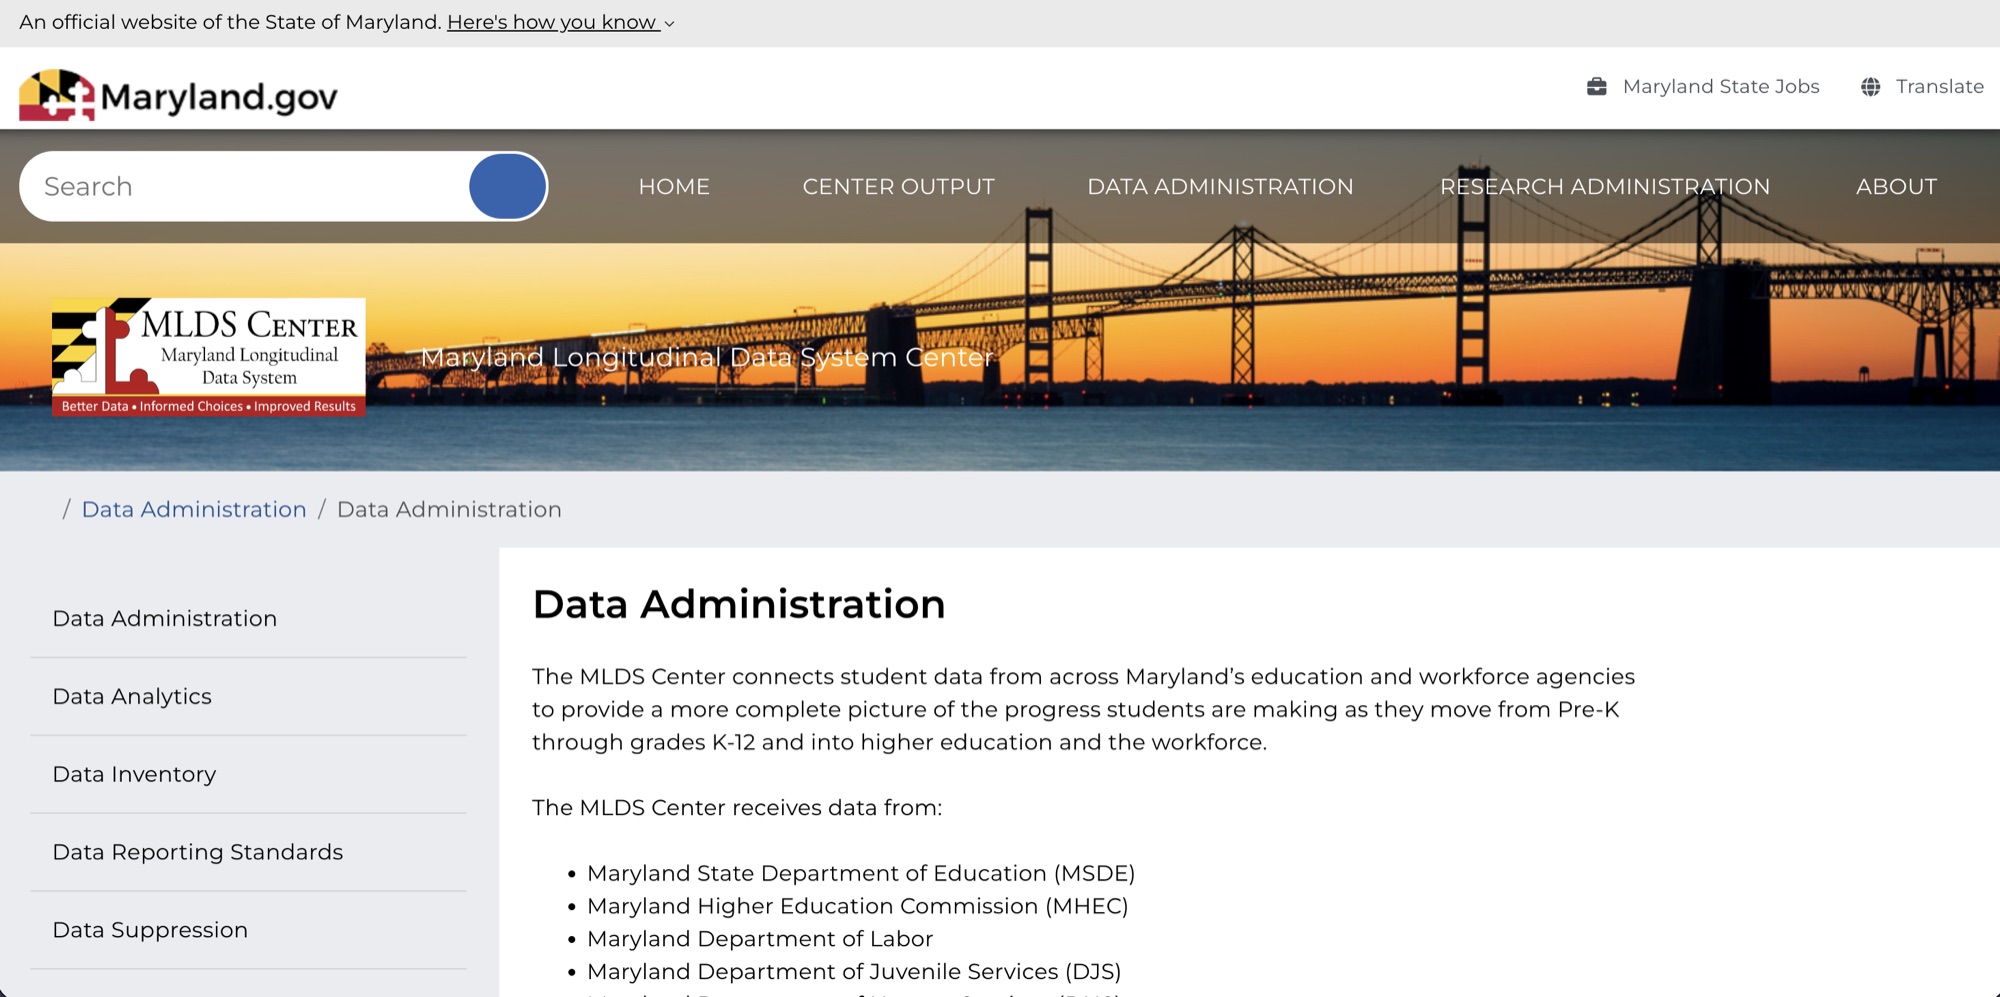 An official website of the State of Maryland. Here's how you know
Maryland.gov
Maryland State Jobs
Translate
Search
HOME
CENTER OUTPUT
DATA ADMINISTRATION
RESEARCH ADMINISTRATION
ABOUT
MLDS CENTER
Maryland Longitudinal
Data System
Better Data • Informed Choices • Improved Results
Maryland Longitudinal Data System Center
/ Data Administration / Data Administration
Data Administration
Data Analytics
Data Inventory
Data Reporting Standards
Data Suppression
Data Administration
The MLDS Center connects student data from across Maryland’s education and workforce agencies
to provide a more complete picture of the progress students are making as they move from Pre-K
through grades K-12 and into higher education and the workforce.
The MLDS Center receives data from:
• Maryland State Department of Education (MSDE)
• Maryland Higher Education Commission (MHEC)
• Maryland Department of Labor
• Maryland Department of Juvenile Services (DJS)